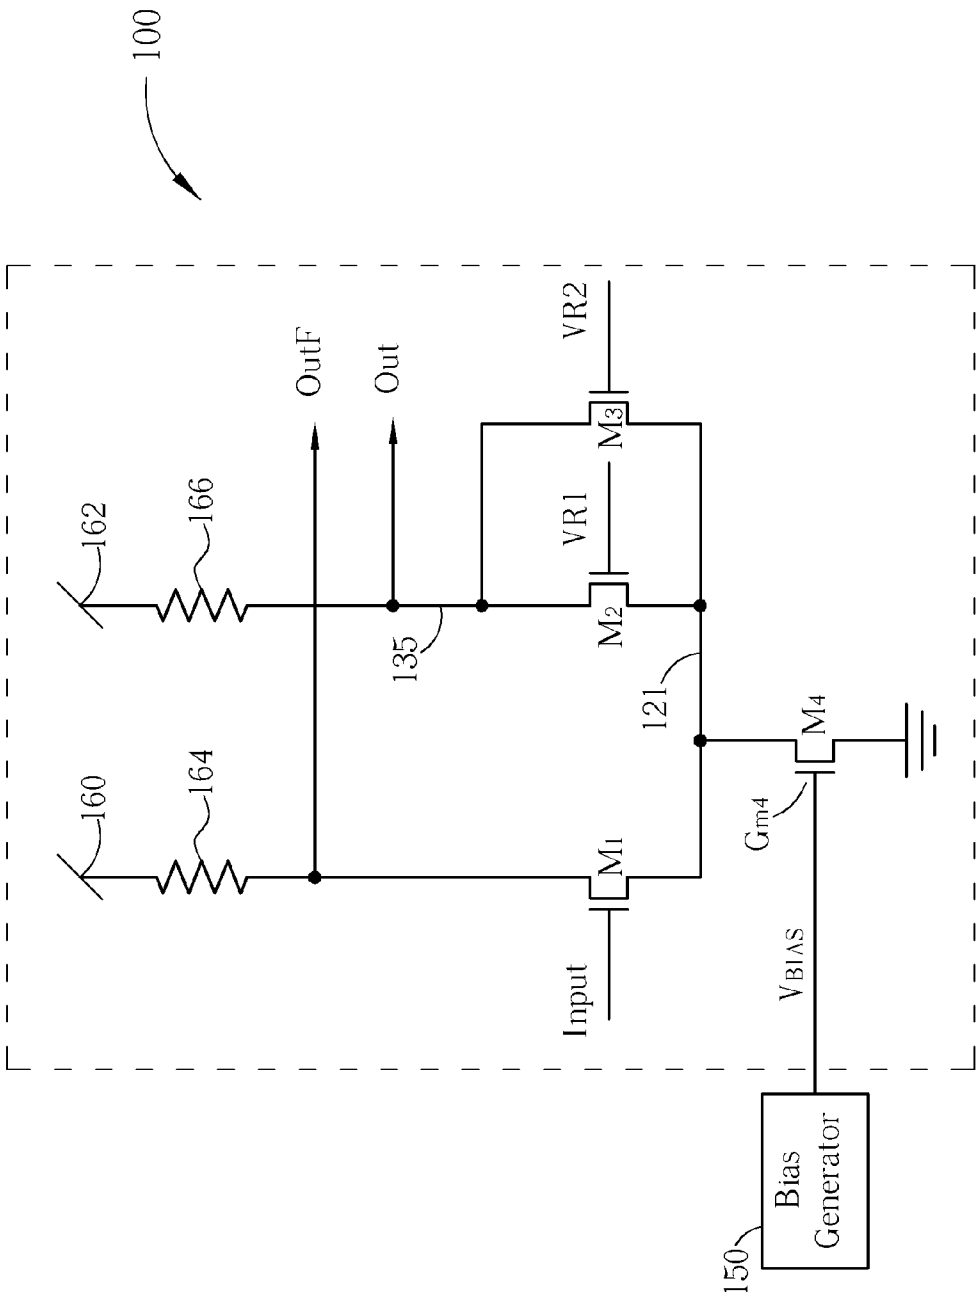 100
162
166
OutF
Out
VR2
M3
VR1
M2
135
121
160
164
M1
M4
Gm4
Input
VBIAS
Bias
Generator
150